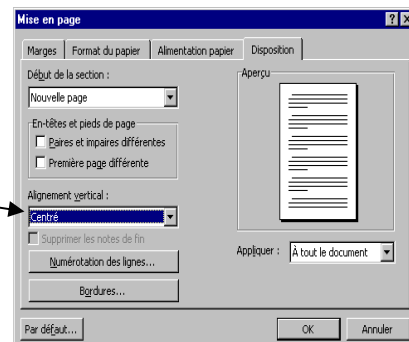 Mise en page
Marges
Format du papier
Alimentation papier
Disposition
Début de la section :
Nouvelle page
En-têtes et pieds de page
Paires et impaires différentes
Première page différente
Alignement vertical :
Centré
Supprimer les notes de fin
Numérotation des lignes...
Bordures...
Aperçu
Appliquer :
À tout le document
Par défaut...
OK
Annuler